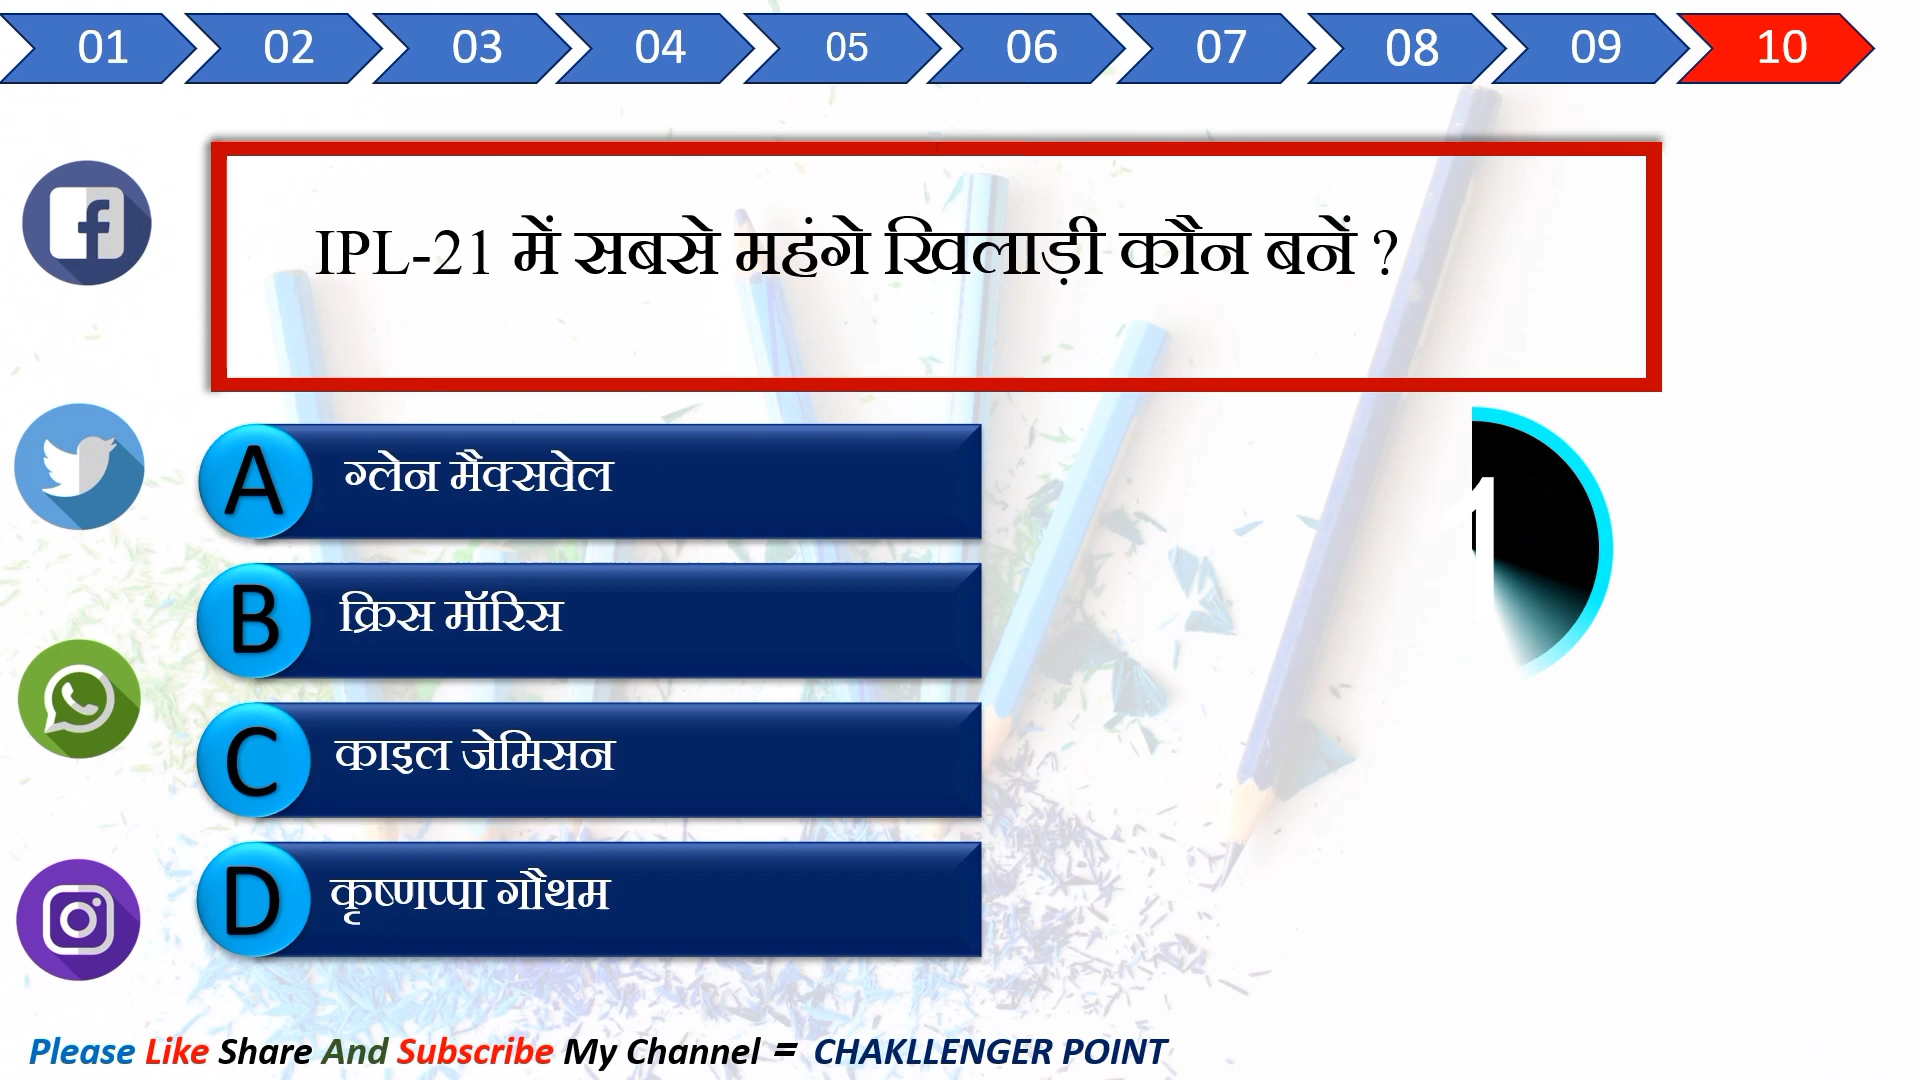 01 02 03 04 05 06 07 08 09 10
IPL-21 में सबसे महंगे खिलाड़ी कौन बनें ?
A ग्लेन मैक्सवेल
1
B क्रिस मॉरिस
C काइल जेमिसन
D कृष्णप्पा गौथम
Please Like Share And Subscribe My Channel = CHAKLLENGER POINT